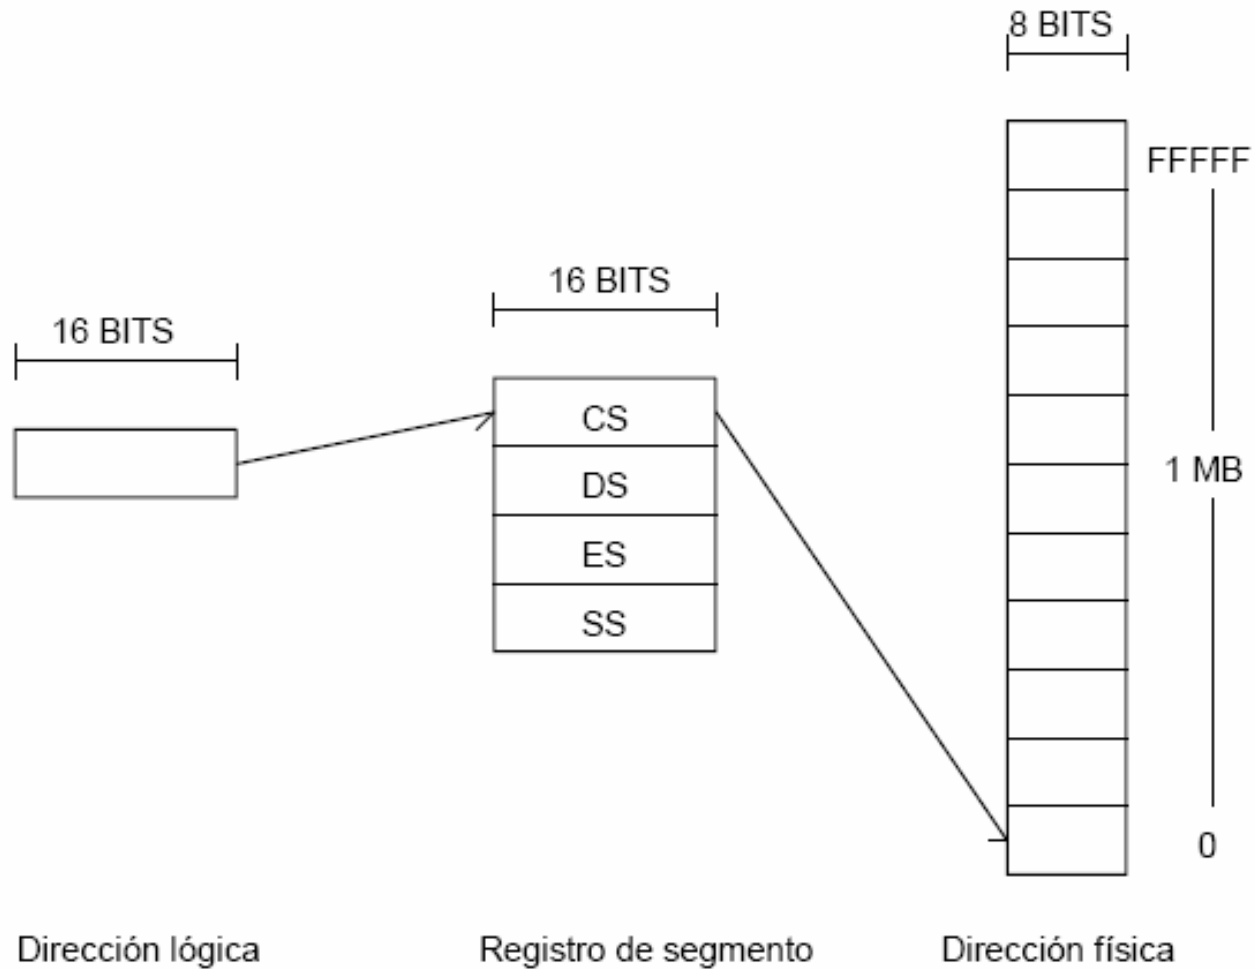 8 BITS
FFFFF
16 BITS
16 BITS
CS
1 MB
DS
ES
SS
0
Dirección lógica
Registro de segmento
Dirección física